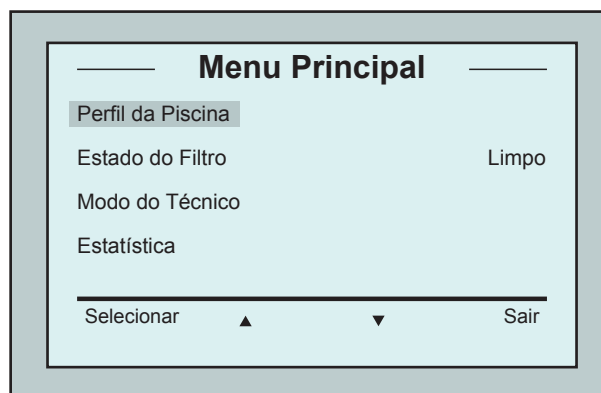 Menu Principal
Perfil da Piscina
Estado do Filtro Limpo
Modo do Técnico
Estatística
Selecionar ▲ ▼ Sair